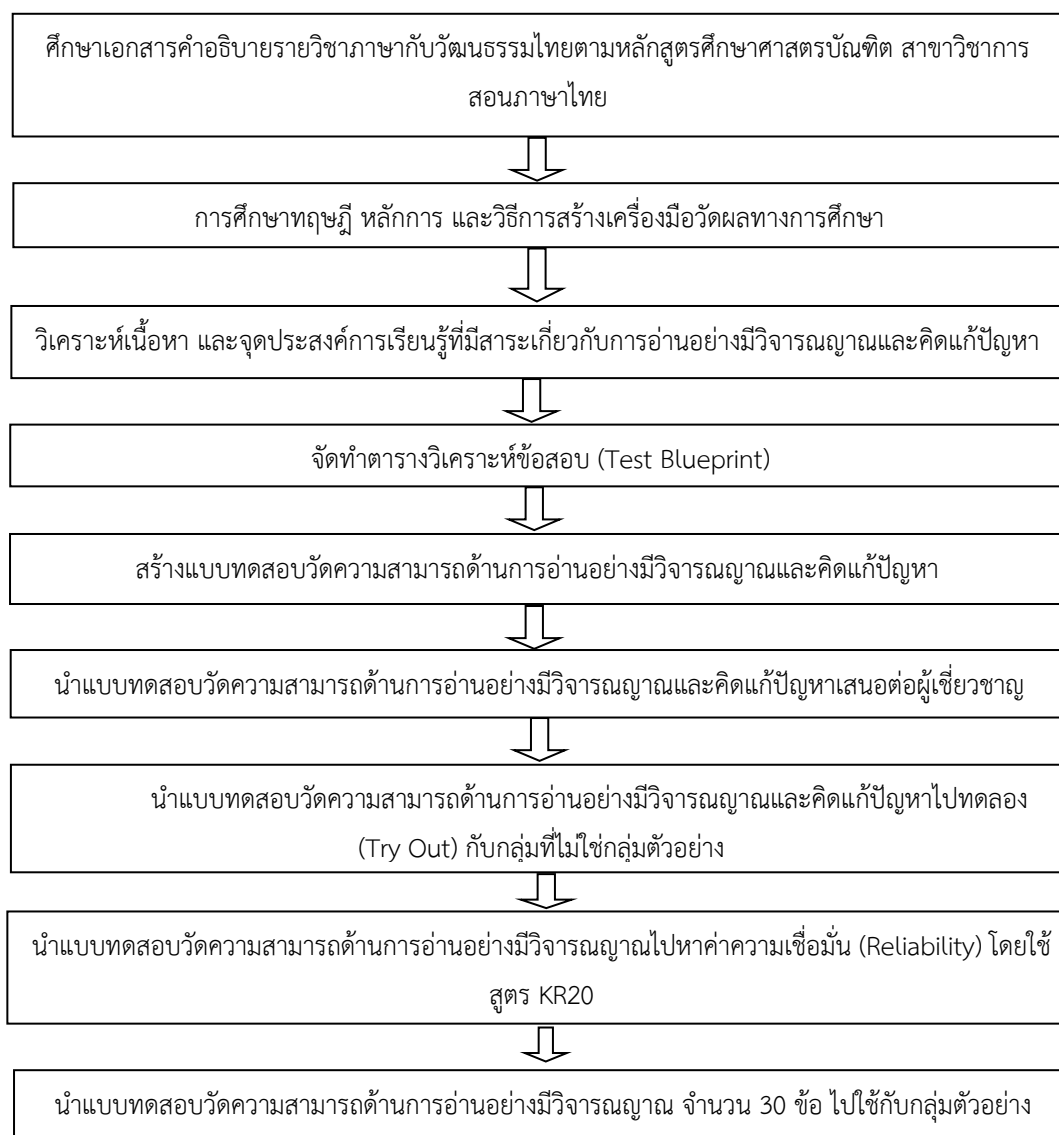 ศึกษาเอกสารคำอธิบายรายวิชาภาษากับวัฒนธรรมไทยตามหลักสูตรศึกษาศาสตรบัณฑิต สาขาวิชาการ
สอนภาษาไทย
การศึกษาทฤษฎี หลักการ และวิธีการสร้างเครื่องมือวัดผลทางการศึกษา
วิเคราะห์เนื้อหา และจุดประสงค์การเรียนรู้ที่มีสาระเกี่ยวกับการอ่านอย่างมีวิจารณญาณและคิดแก้ปัญหา
จัดทำตารางวิเคราะห์ข้อสอบ (Test Blueprint)
สร้างแบบทดสอบวัดความสามารถด้านการอ่านอย่างมีวิจารณญาณและคิดแก้ปัญหา
นำแบบทดสอบวัดความสามารถด้านการอ่านอย่างมีวิจารณญาณและคิดแก้ปัญหาเสนอต่อผู้เชี่ยวชาญ
นำแบบทดสอบวัดความสามารถด้านการอ่านอย่างมีวิจารณญาณและคิดแก้ปัญหาไปทดลอง
(Try Out) กับกลุ่มที่ไม่ใช่กลุ่มตัวอย่าง
นำแบบทดสอบวัดความสามารถด้านการอ่านอย่างมีวิจารณญาณไปหาค่าความเชื่อมั่น (Reliability) โดยใช้
สูตร KR20
นำแบบทดสอบวัดความสามารถด้านการอ่านอย่างมีวิจารณญาณ จำนวน 30 ข้อ ไปใช้กับกลุ่มตัวอย่าง